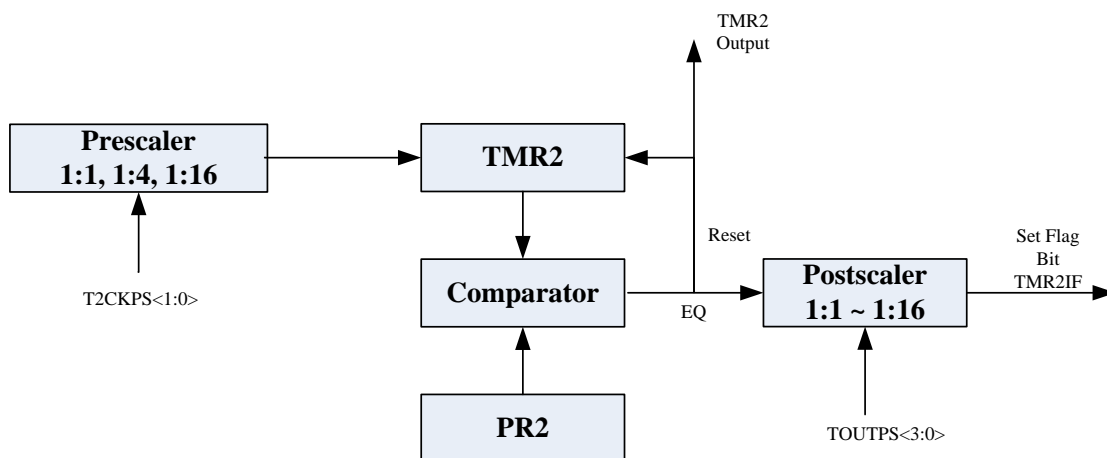 TMR2
Output
Prescaler
1:1, 1:4, 1:16
TMR2
T2CKPS<1:0>
Reset
Comparator
EQ
Postscaler
1:1 ~ 1:16
Set Flag
Bit
TMR2IF
PR2
TOUTPS<3:0>